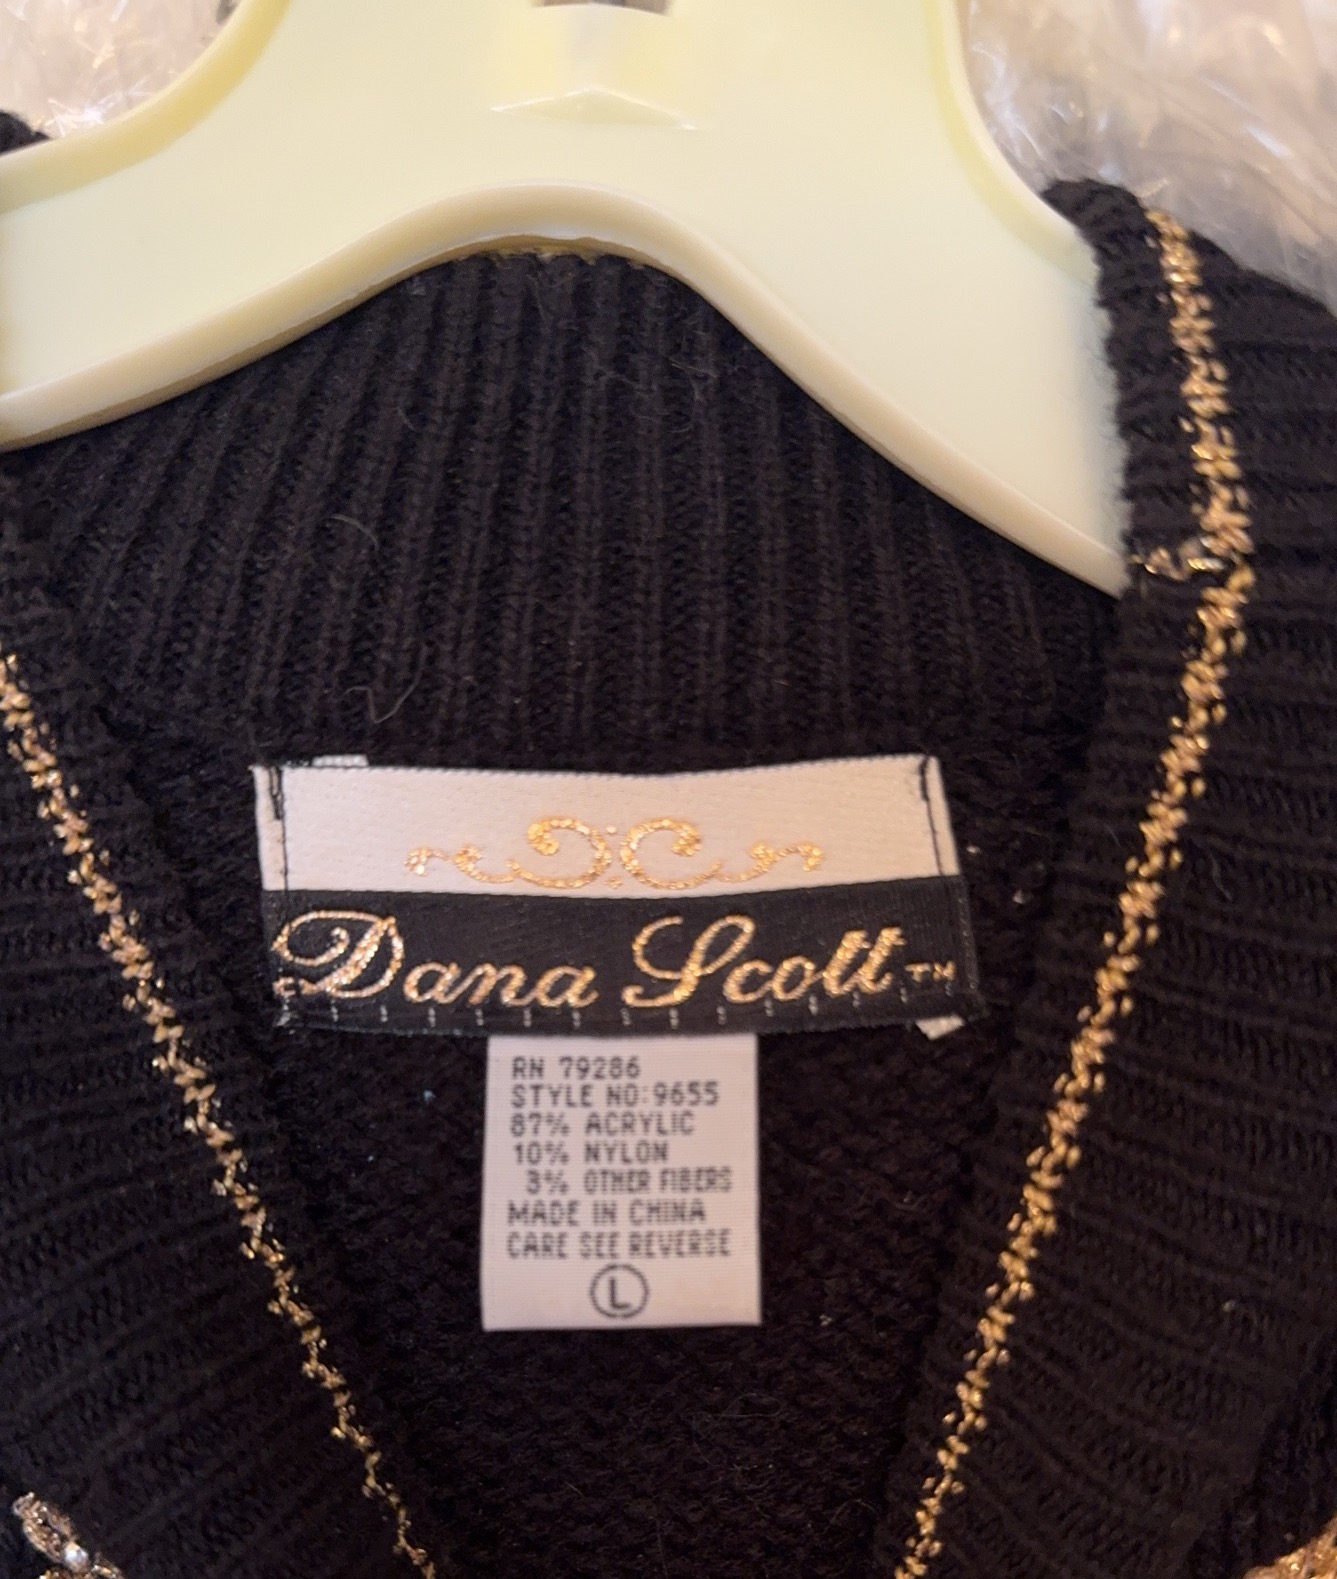 Dana Scott™
RN 79286
STYLE NO:9655
87% ACRYLIC
10% NYLON
3% OTHER FIBERS
MADE IN CHINA
CARE SEE REVERSE
L